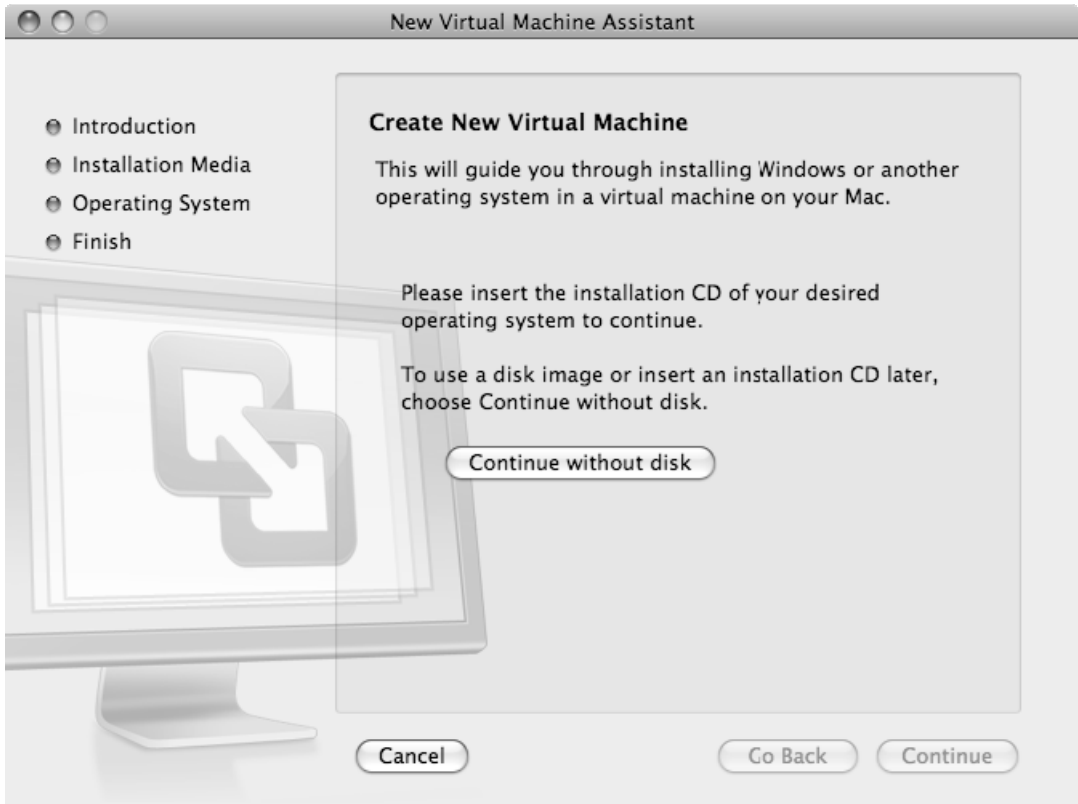 New Virtual Machine Assistant
Introduction
Installation Media
Operating System
Finish
Create New Virtual Machine
This will guide you through installing Windows or another
operating system in a virtual machine on your Mac.
Please insert the installation CD of your desired
operating system to continue.
To use a disk image or insert an installation CD later,
choose Continue without disk.
Continue without disk
Cancel
Go Back
Continue